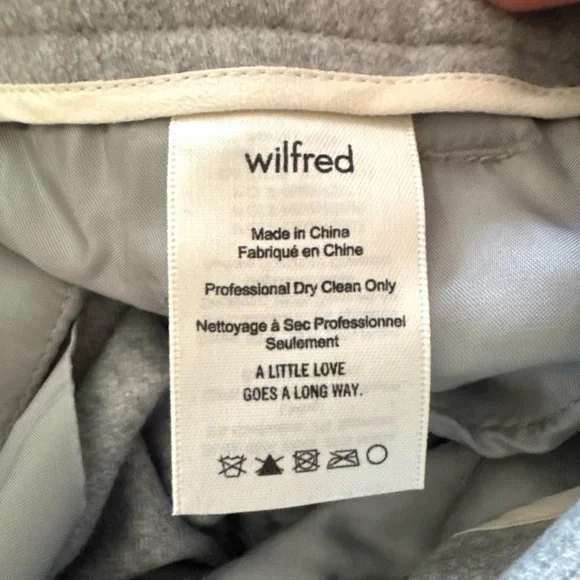 wilfred
Made in China
Fabriqué en Chine
Professional Dry Clean Only
Nettoyage à Sec Professionnel
Seulement
A LITTLE LOVE
GOES A LONG WAY.